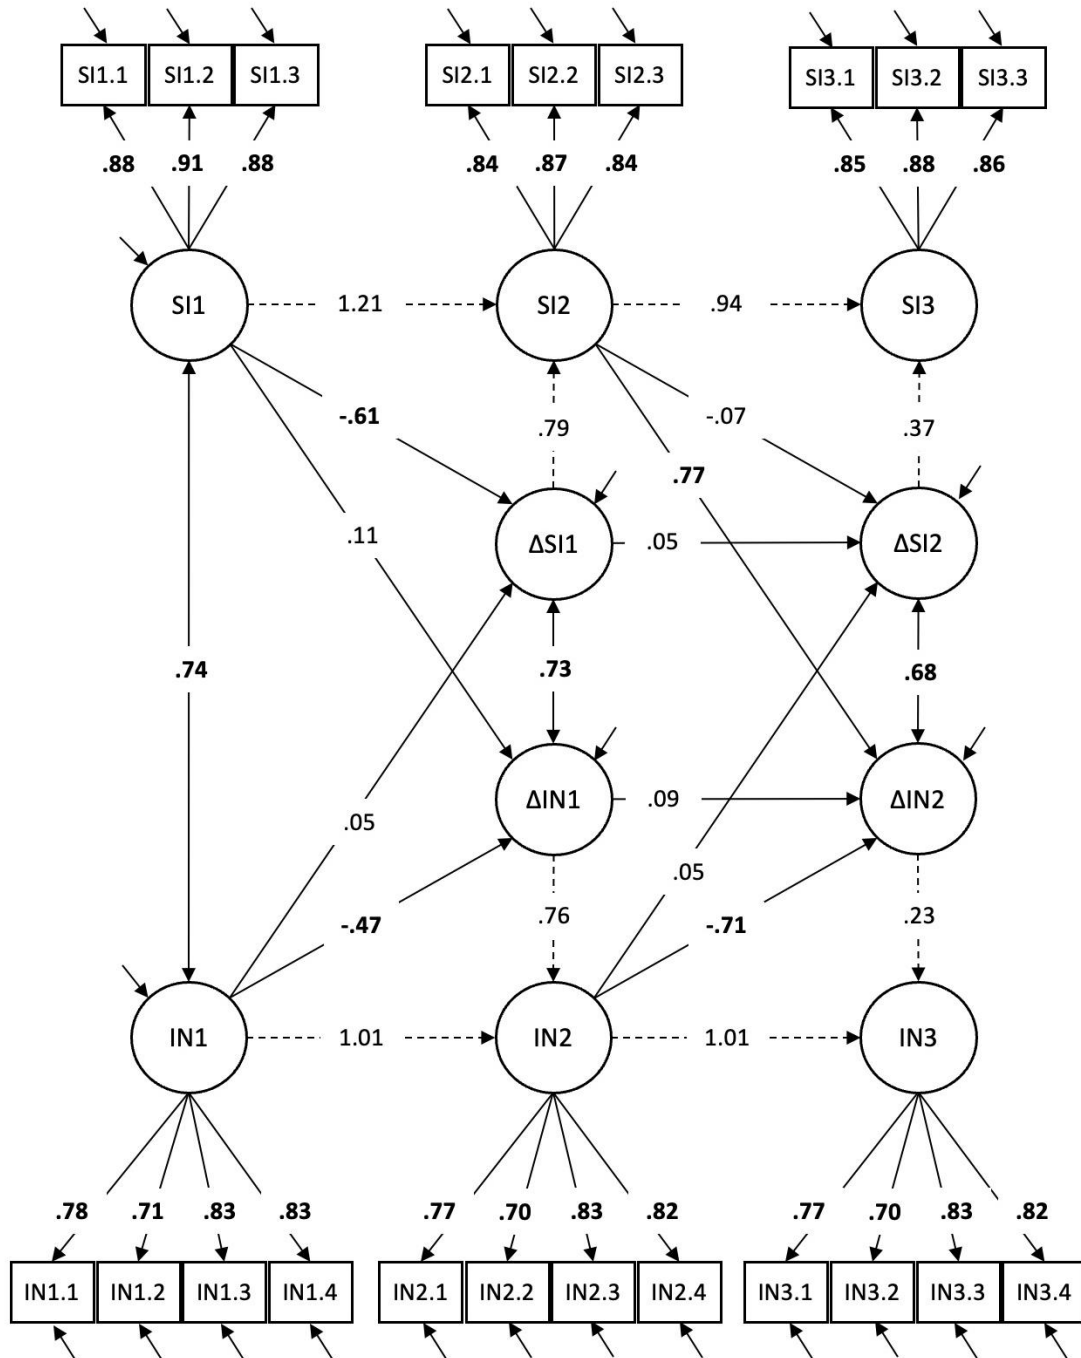 SI1.1 SI1.2 SI1.3 SI2.1 SI2.2 SI2.3 SI3.1 SI3.2 SI3.3
.88 .91 .88 .84 .87 .84 .85 .88 .86
SI1 1.21 SI2 .94 SI3
-.61 .79 -.07 .37
.77
.11 ΔSI1 .05 ΔSI2
.74 .73 .68
ΔIN1 .09 ΔIN2
.05
.05
-.47 .76 -.71 .23
IN1 1.01 IN2 1.01 IN3
.78 .71 .83 .83 .77 .70 .83 .82 .77 .70 .83 .82
IN1.1 IN1.2 IN1.3 IN1.4 IN2.1 IN2.2 IN2.3 IN2.4 IN3.1 IN3.2 IN3.3 IN3.4